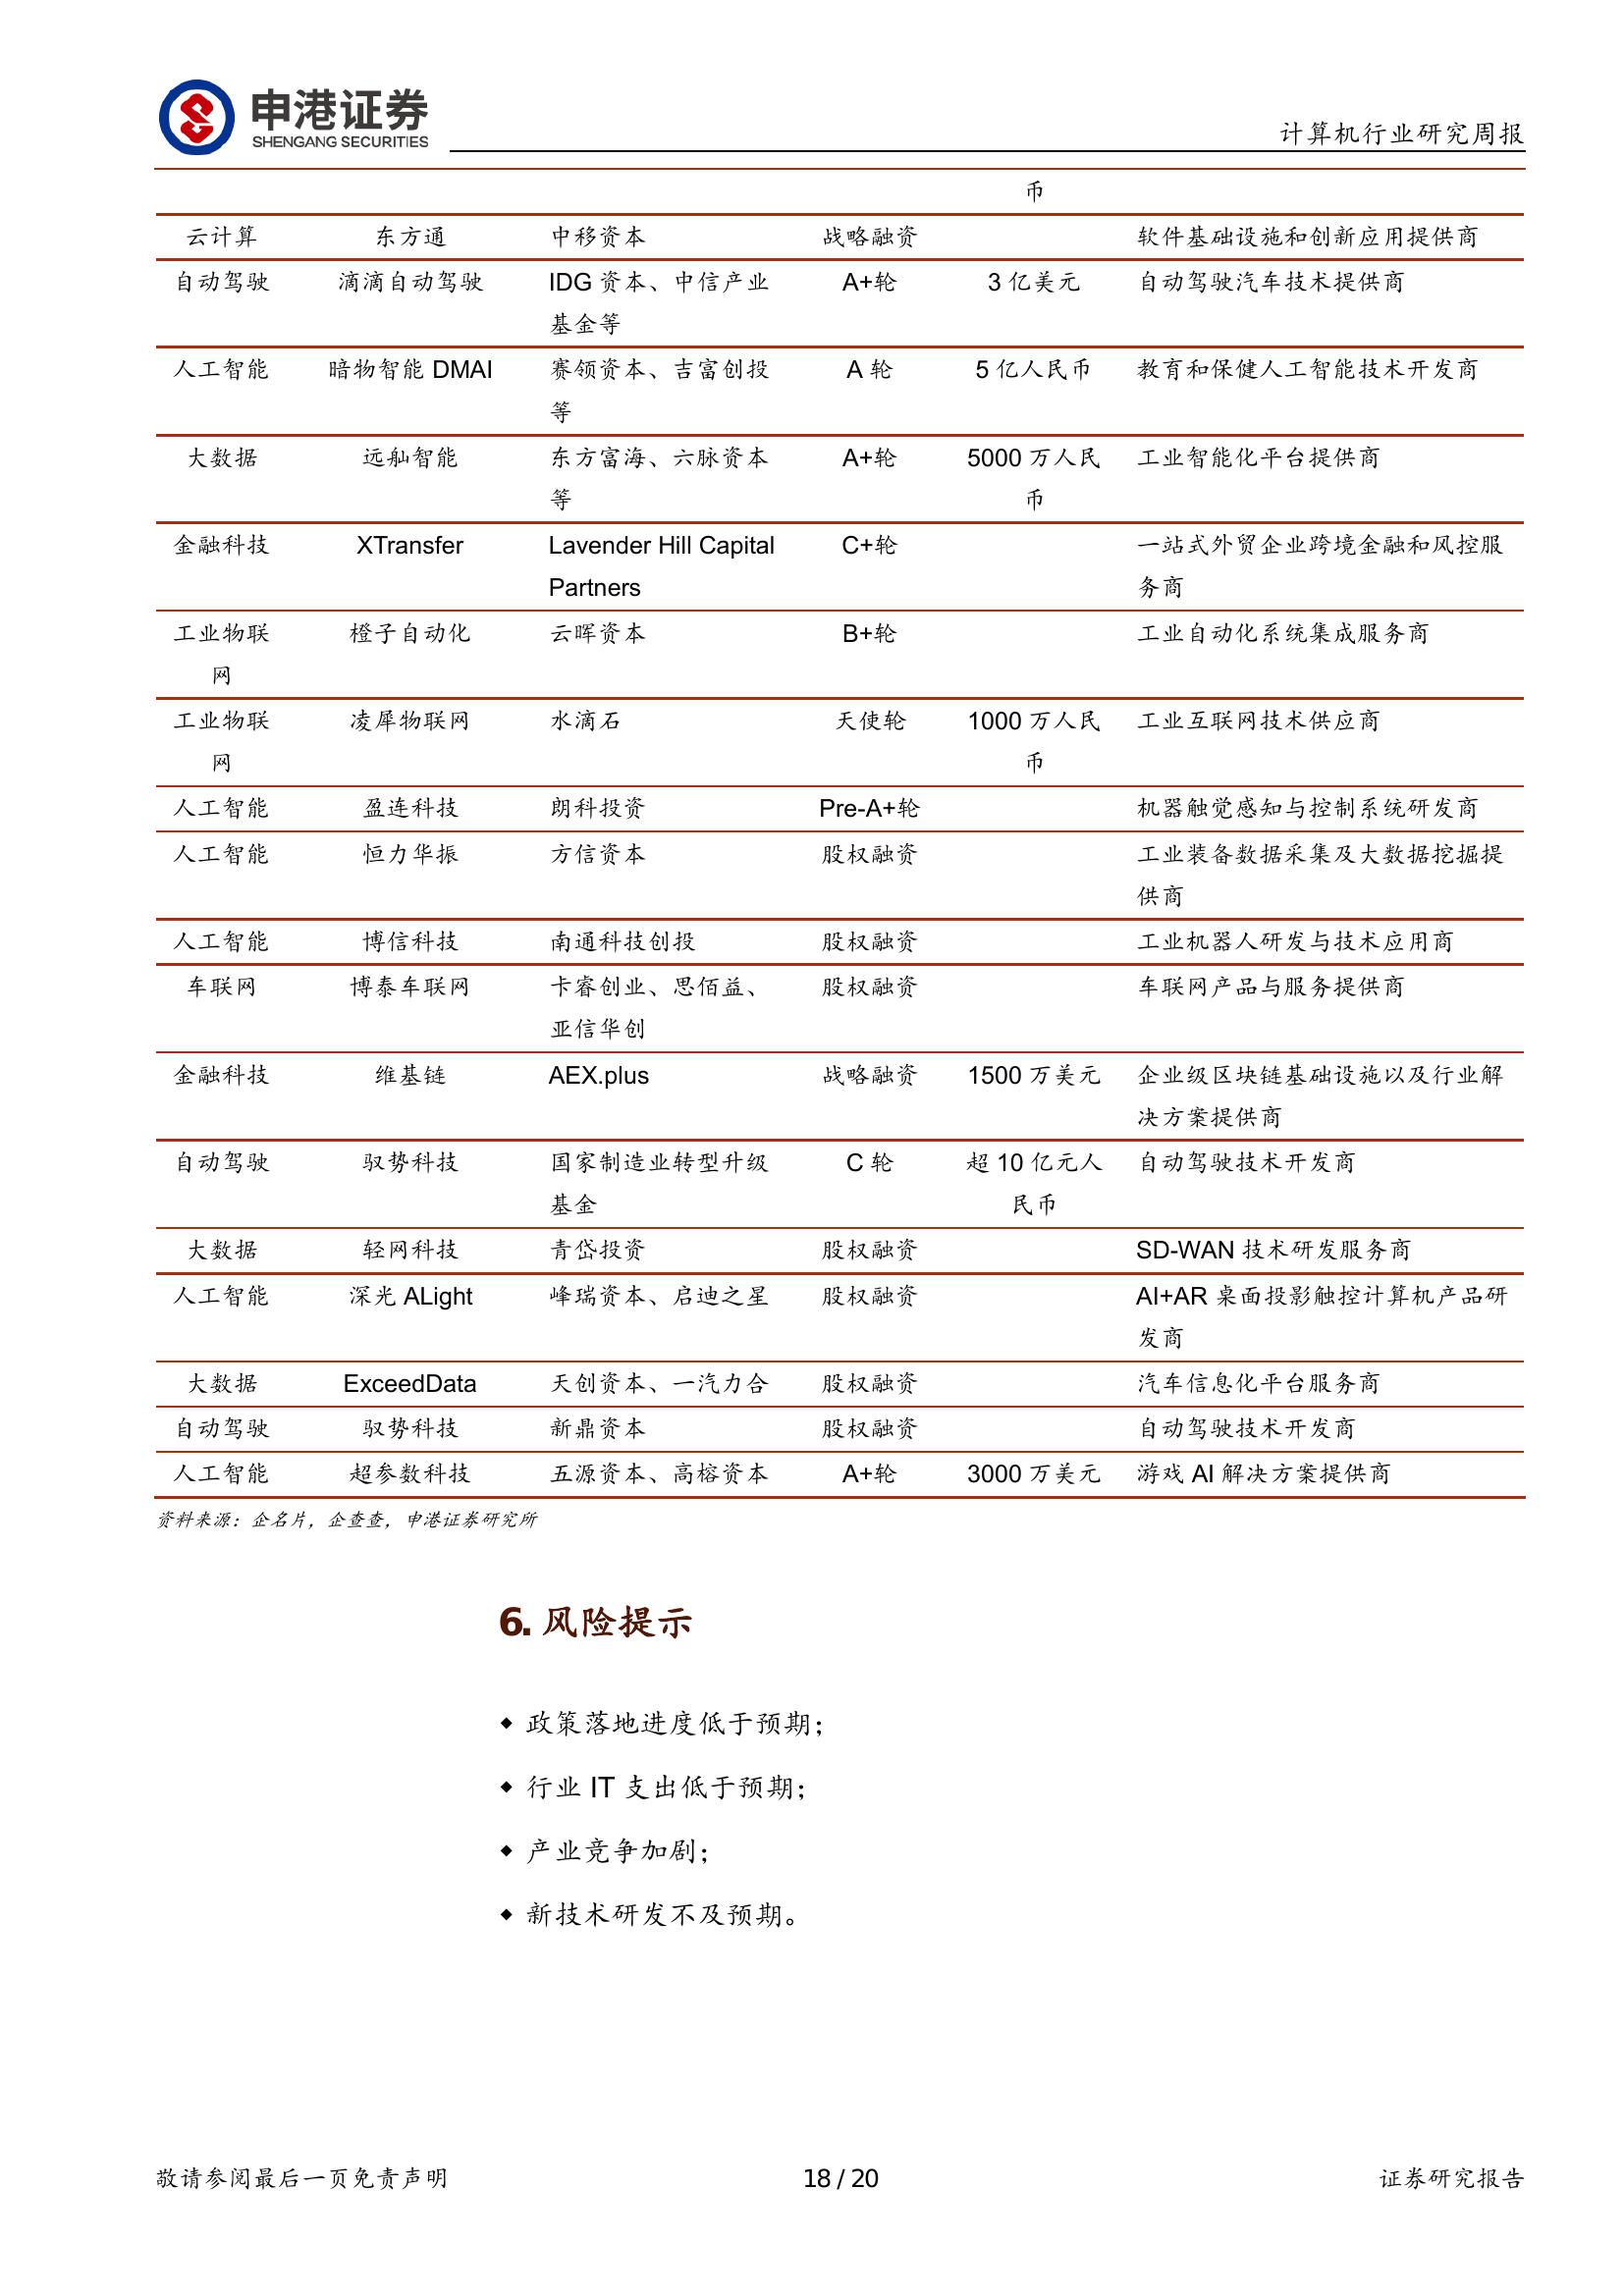 申港证券
SHENGANG SECURITIES
计算机行业研究周报
币
云计算 东方通 中移资本 战略融资 软件基础设施和创新应用提供商
自动驾驶 滴滴自动驾驶 IDG 资本、中信产业 A+轮 3 亿美元 自动驾驶汽车技术提供商
基金等
人工智能 暗物智能 DMAI 赛领资本、吉富创投 A 轮 5 亿人民币 教育和保健人工智能技术开发商
等
大数据 远舢智能 东方富海、六脉资本 A+轮 5000 万人民 工业智能化平台提供商
等 币
金融科技 XTransfer Lavender Hill Capital C+轮 一站式外贸企业跨境金融和风控服
Partners 务商
工业物联 橙子自动化 云晖资本 B+轮 工业自动化系统集成服务商
网
工业物联 凌犀物联网 水滴石 天使轮 1000 万人民 工业互联网技术供应商
网 币
人工智能 盈连科技 朗科投资 Pre-A+轮 机器触觉感知与控制系统研发商
人工智能 恒力华振 方信资本 股权融资 工业装备数据采集及大数据挖掘提
供商
人工智能 博信科技 南通科技创投 股权融资 工业机器人研发与技术应用商
车联网 博泰车联网 卡睿创业、思佰益、 股权融资 车联网产品与服务提供商
亚信华创
金融科技 维基链 AEX.plus 战略融资 1500 万美元 企业级区块链基础设施以及行业解
决方案提供商
自动驾驶 驭势科技 国家制造业转型升级 C 轮 超 10 亿元人 自动驾驶技术开发商
基金 民币
大数据 轻网科技 青岱投资 股权融资 SD-WAN 技术研发服务商
人工智能 深光 ALight 峰瑞资本、启迪之星 股权融资 AI+AR 桌面投影触控计算机产品研
发商
大数据 ExceedData 天创资本、一汽力合 股权融资 汽车信息化平台服务商
自动驾驶 驭势科技 新鼎资本 股权融资 自动驾驶技术开发商
人工智能 超参数科技 五源资本、高榕资本 A+轮 3000 万美元 游戏 AI 解决方案提供商
资料来源：企名片，企查查，申港证券研究所
6. 风险提示
◆ 政策落地进度低于预期；
◆ 行业 IT 支出低于预期；
◆ 产业竞争加剧；
◆ 新技术研发不及预期。
敬请参阅最后一页免责声明 18 / 20 证券研究报告